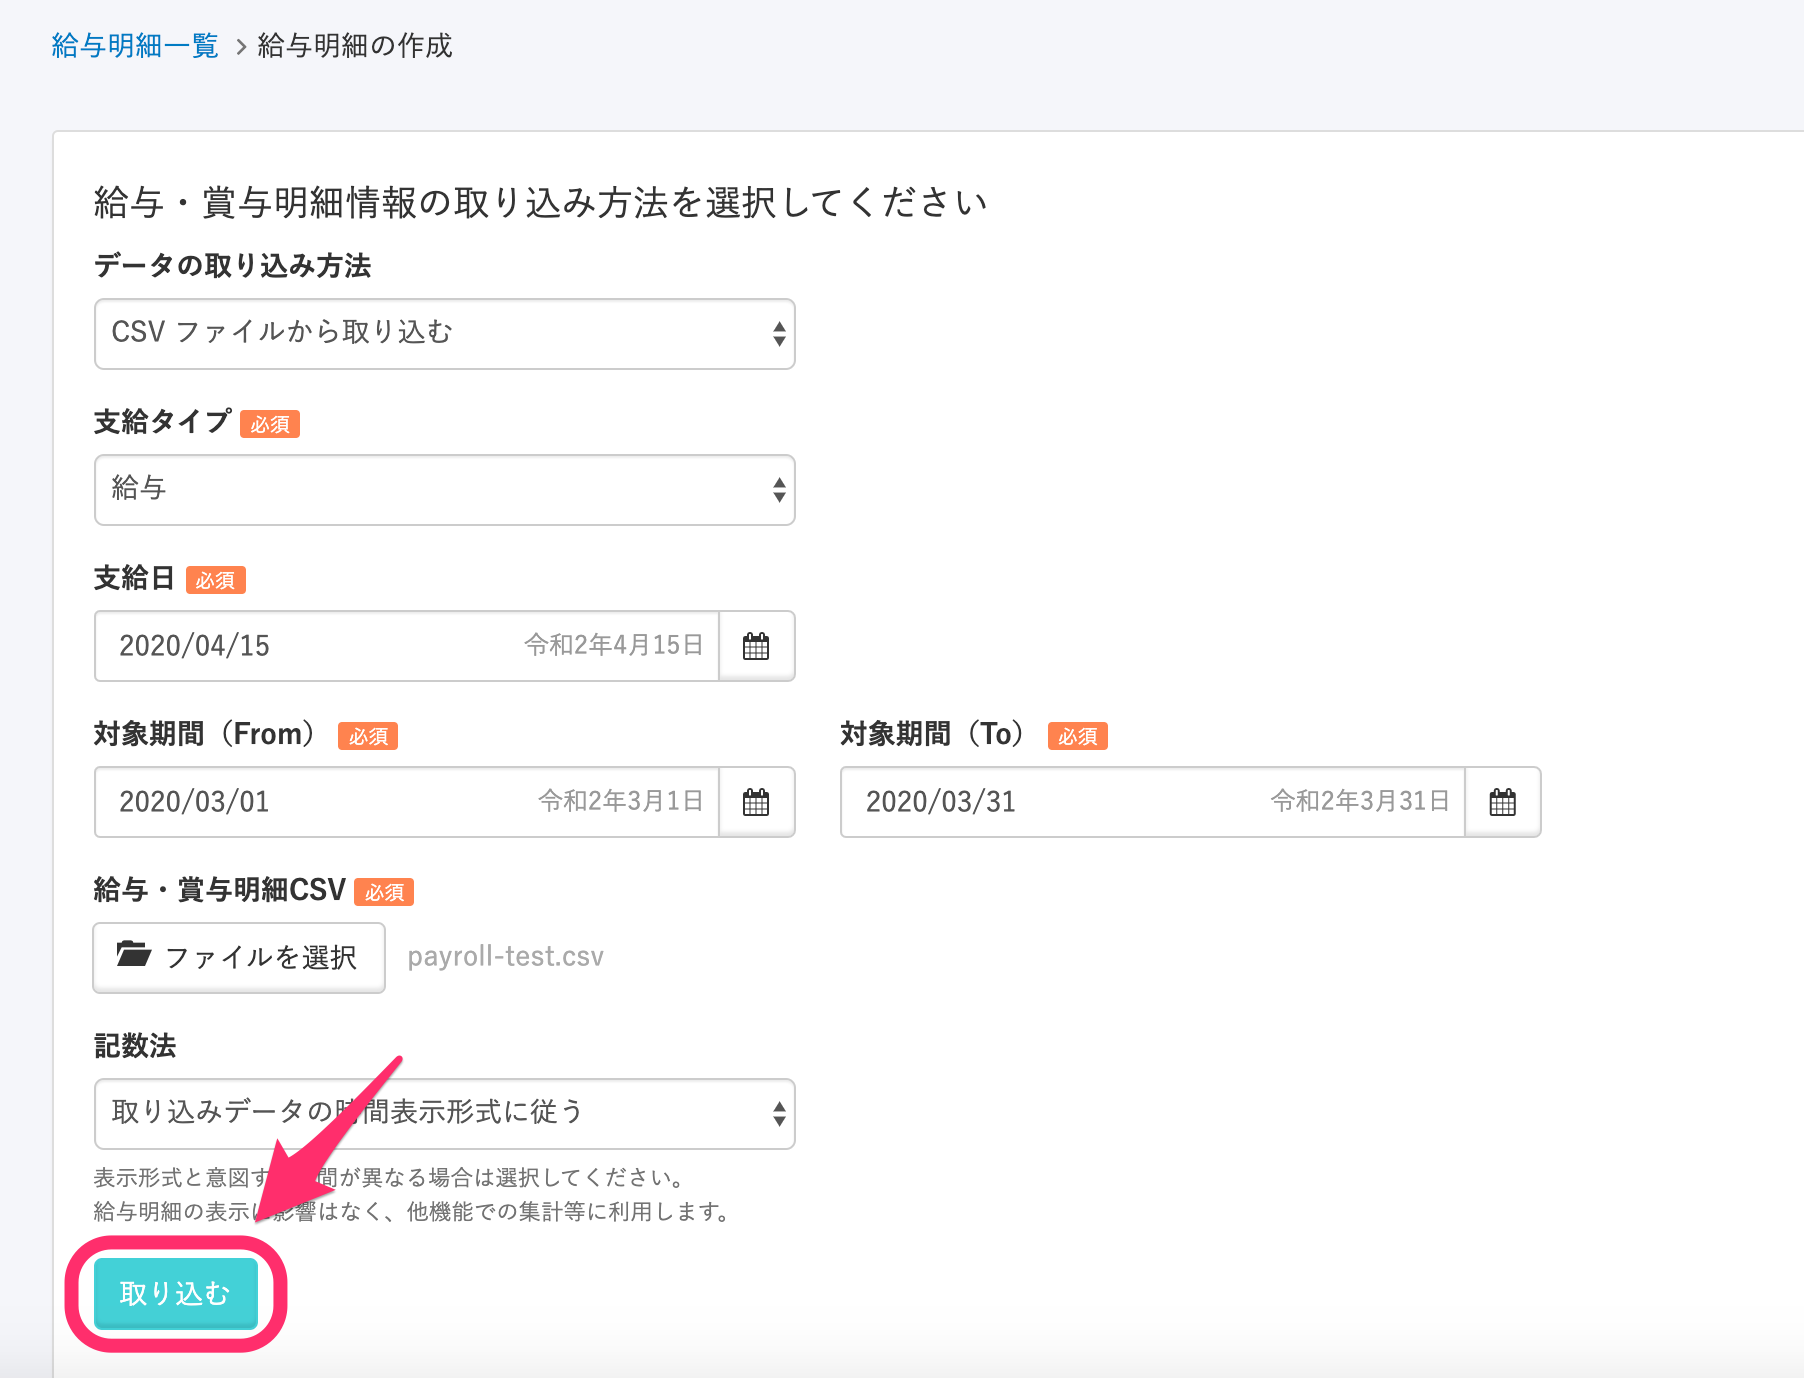 給与明細一覧 > 給与明細の作成
給与・賞与明細情報の取り込み方法を選択してください
データの取り込み方法
CSV ファイルから取り込む
支給タイプ 必須
給与
支給日 必須
2020/04/15 令和2年4月15日
対象期間（From） 必須
2020/03/01 令和2年3月1日
対象期間（To） 必須
2020/03/31 令和2年3月31日
給与・賞与明細CSV 必須
ファイルを選択 payroll-test.csv
記数法
取り込みデータの時間表示形式に従う
表示形式と意図す 間が異なる場合は選択してください。
給与明細の表示に影響はなく、他機能での集計等に利用します。
取り込む